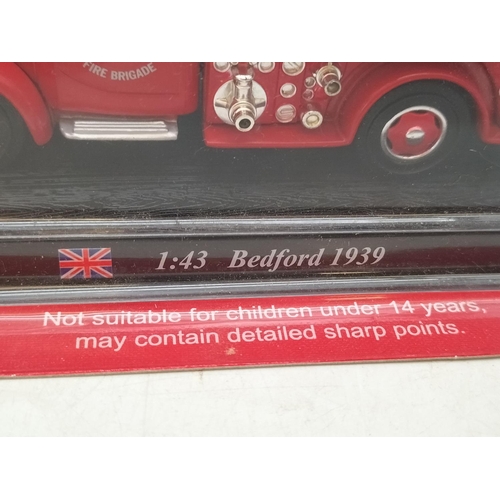 FIRE BRIGADE
1:43 Bedford 1939
Not suitable for children under 14 years,
may contain detailed sharp points.